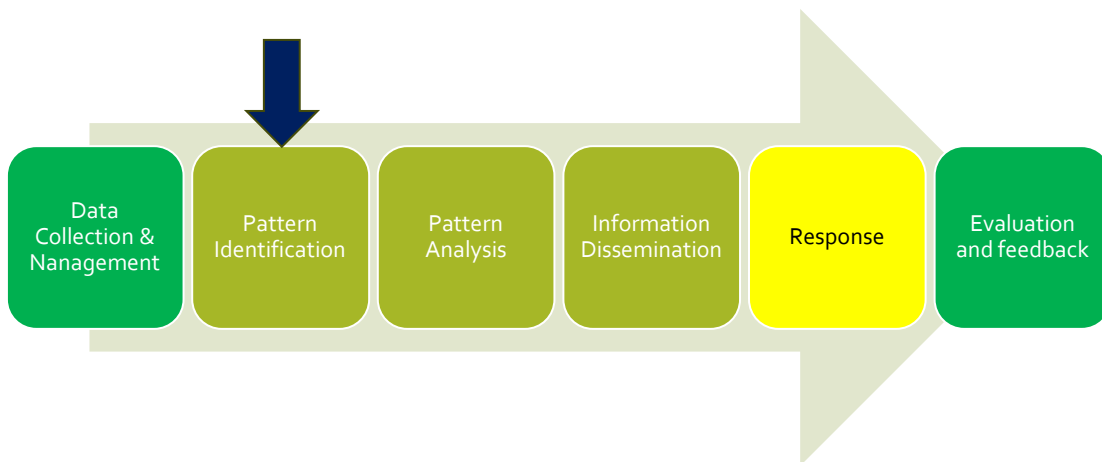 Data
Collection &
Nanagement
Pattern
Identification
Pattern
Analysis
Information
Dissemination
Response
Evaluation
and feedback